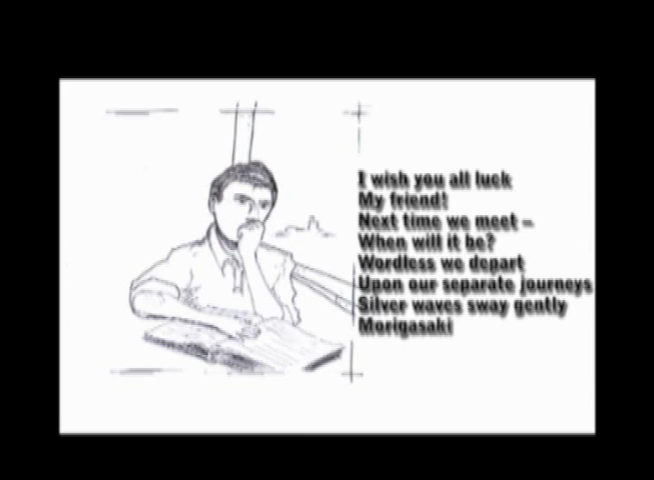 I wish you all luck
My friend!
Next time we meet –
When will it be?
Wordless we depart
Upon our separate journeys
Silver waves sway gently
Morigasaki